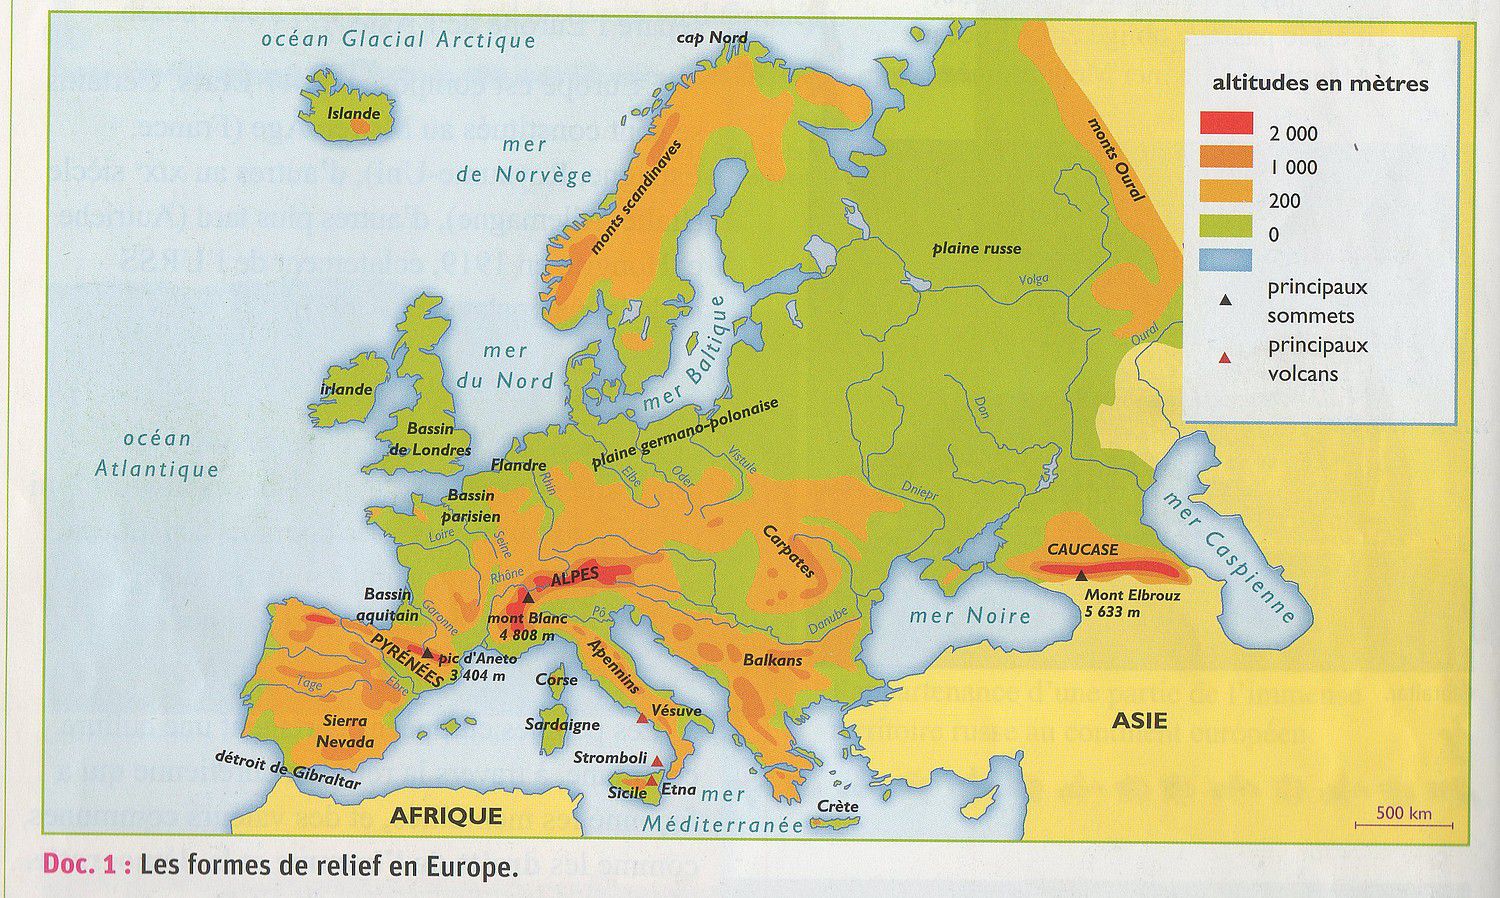 océan Glacial Arctique
cap Nord
Islande
mer
de Norvège
monts scandinaves
monts Oural
plaine russe
Volga
Oural
altitudes en mètres
2 000
1 000
200
0
principaux
sommets
principaux
volcans
mer
du Nord
mer Baltique
irlande
Bassin
de Londres
océan
Atlantique
Flandre
plaine germano-polonaise
Don
Rhin
Elbe
Oder
Vistule
Dniepr
Bassin
parisien
Loire
Seine
Carpates
mer Caspienne
CAUCASE
Rhône
ALPES
Mont Elbrouz
5 633 m
Bassin
aquitain
Garonne
mont Blanc
4 808 m
Pô
Danube
mer Noire
PYRÉNÉES
pic d'Aneto
3 404 m
Apennins
Balkans
Tage
Ebre
Corse
Sardaigne
Vésuve
Sierra
Nevada
ASIE
détroit de Gibraltar
Stromboli
Sicile
Etna
mer
Méditerranée
Crète
AFRIQUE
500 km
Doc. 1 : Les formes de relief en Europe.